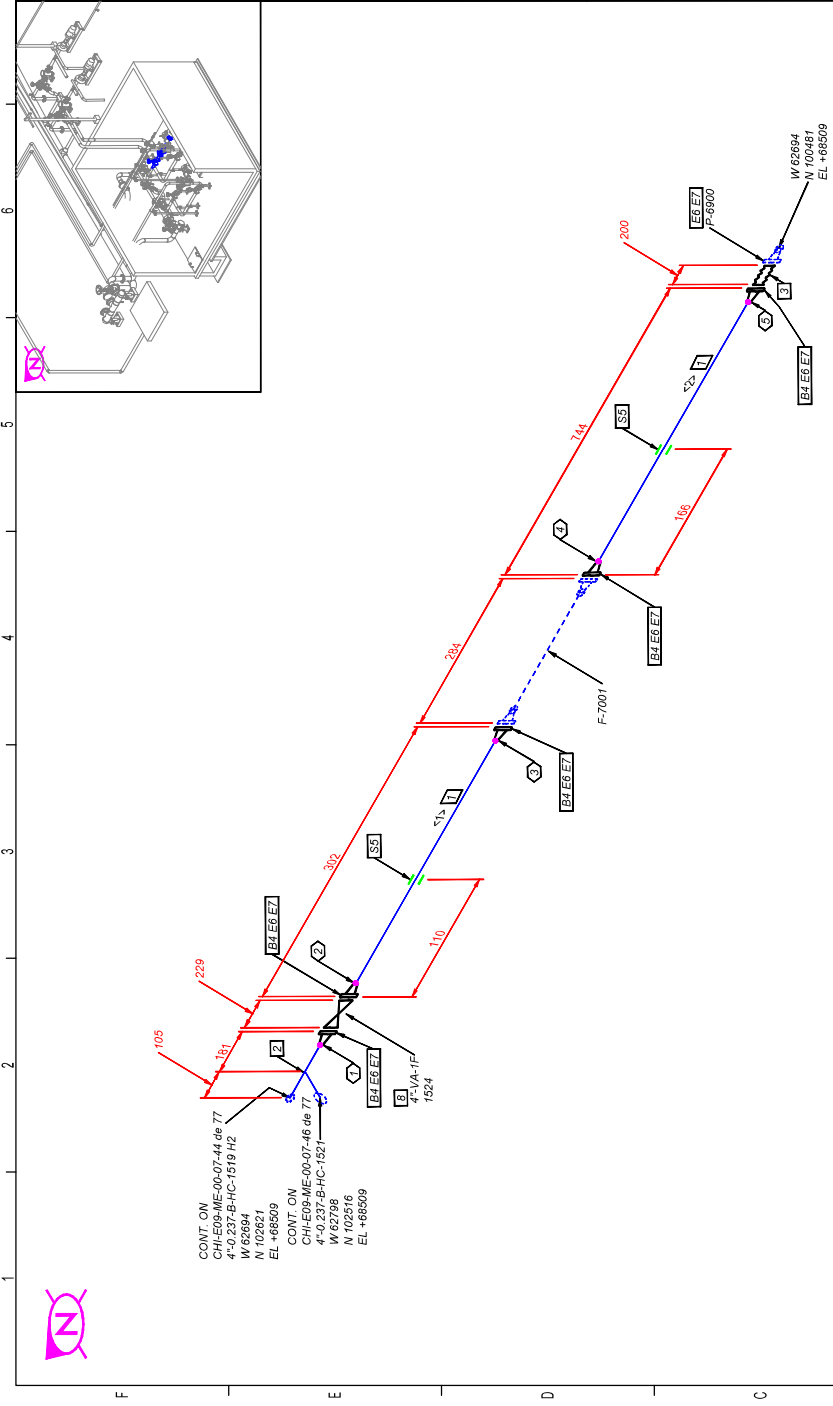 1
2
3
4
5
6
F
E
D
C
N
N
CONT. ON
CHI-E09-ME-00-07-44 de 77
4"-0.237-B-HC-1519 H2
W 62694
N 102621
EL +68509
CONT. ON
CHI-E09-ME-00-07-46 de 77
4"-0.237-B-HC-1521
W 62798
N 102516
EL +68509
105
181
229
302
284
744
200
110
166
2
1
B4 E6 E7
8
4"-VA-1F
1524
B4 E6 E7
2
S5
<1>
1
3
B4 E6 E7
F-7001
4
B4 E6 E7
S5
<2>
1
5
B4 E6 E7
3
E6 E7
P-6900
W 62694
N 100481
EL +68509